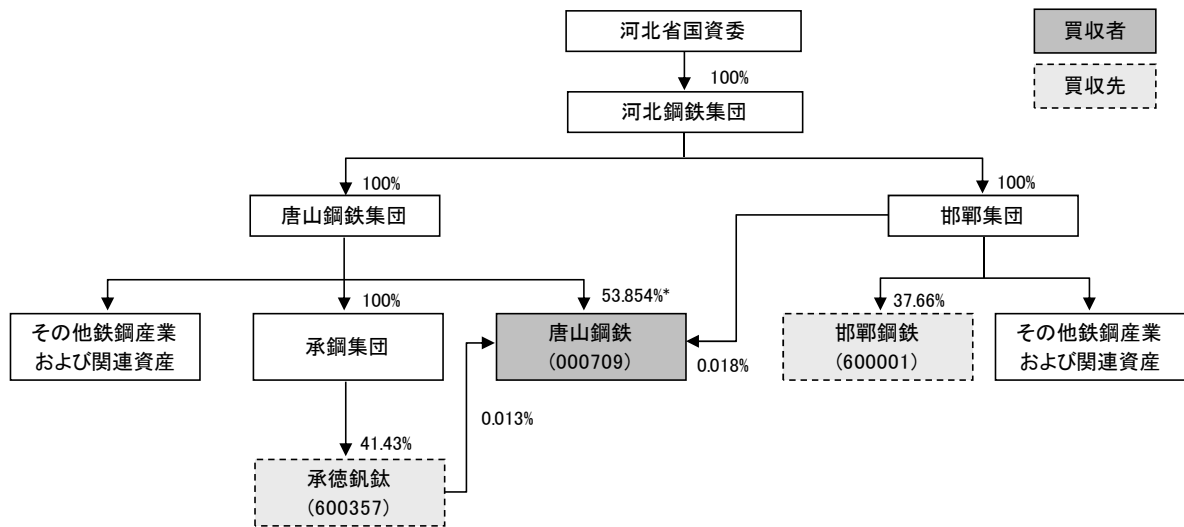 河北省国資委
買収者
買収先
100%
河北鋼鉄集団
100%
100%
唐山鋼鉄集団
邯鄲集団
100%
53.854%*
37.66%
その他鉄鋼産業
および関連資産
承鋼集団
唐山鋼鉄
(000709)
0.018%
邯鄲鋼鉄
(600001)
その他鉄鋼産業
および関連資産
0.013%
41.43%
承徳釩鈦
(600357)